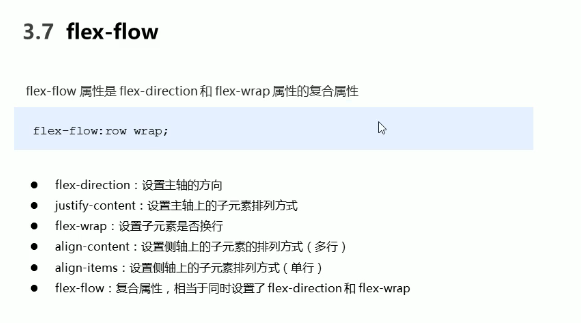 3.7 flex-flow
flex-flow 属性是 flex-direction 和 flex-wrap 属性的复合属性
flex-flow:row wrap;
● flex-direction：设置主轴的方向
● justify-content：设置主轴上的子元素排列方式
● flex-wrap：设置子元素是否换行
● align-content：设置侧轴上的子元素的排列方式（多行）
● align-items：设置侧轴上的子元素排列方式（单行）
● flex-flow：复合属性，相当于同时设置了 flex-direction 和 flex-wrap